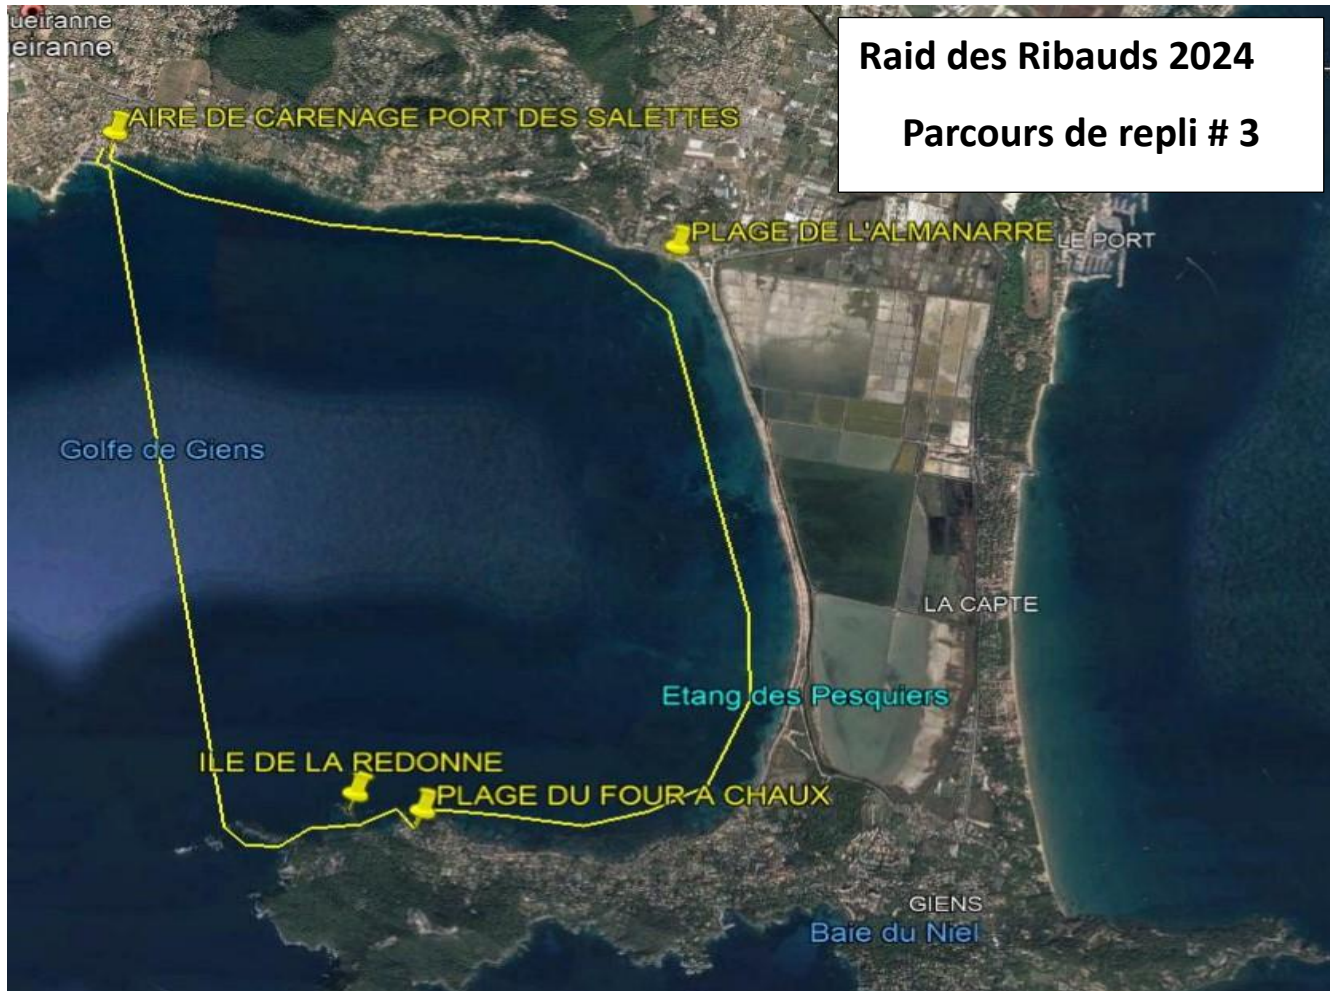 ueiranne
eiranne
Raid des Ribauds 2024
Parcours de repli # 3
AIRE DE CARENAGE PORT DES SALETTES
PLAGE DE L'ALMANARRE
LE PORT
Golfe de Giens
LA CAPTE
Etang des Pesquiers
ILE DE LA REDONNE
PLAGE DU FOUR A CHAUX
GIENS
Baie du Niel